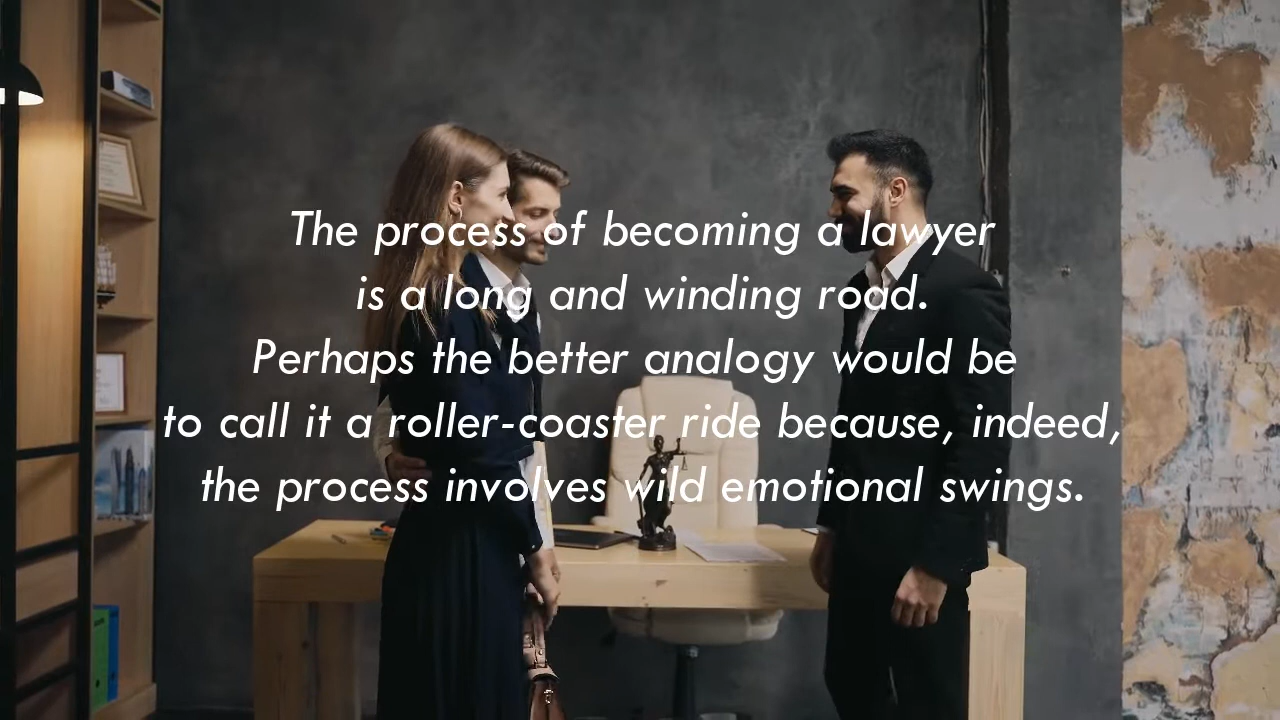 The process of becoming a lawyer
is a long and winding road.
Perhaps the better analogy would be
to call it a roller-coaster ride because, indeed,
the process involves wild emotional swings.